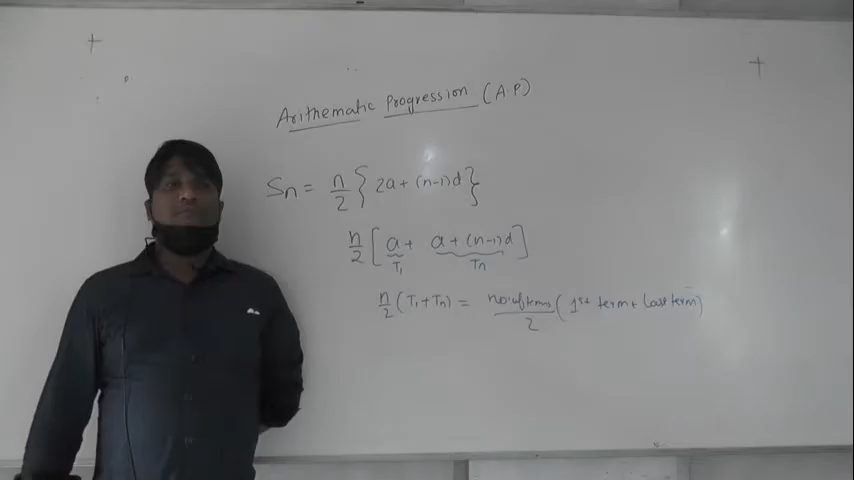 Arithematic Progression (A.P)
Sn = n/2 { 2a + (n-1)d }
n/2 [ a + a + (n-1)d ]
T1 Tn
n/2 (T1 + Tn) = no. of terms/2 ( 1st term + Last term)